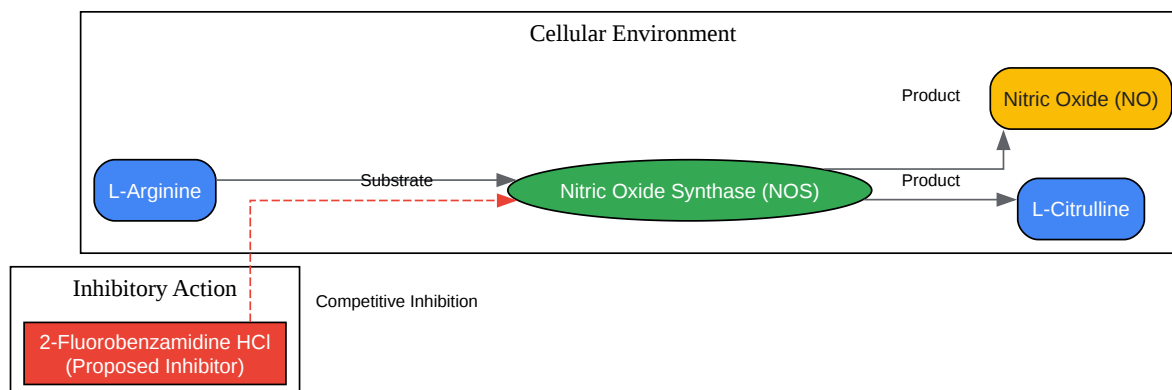 Cellular Environment
Product
Nitric Oxide (NO)
L-Arginine
Substrate
Nitric Oxide Synthase (NOS)
Product
L-Citrulline
Inhibitory Action
Competitive Inhibition
2-Fluorobenzamidine HCl
(Proposed Inhibitor)